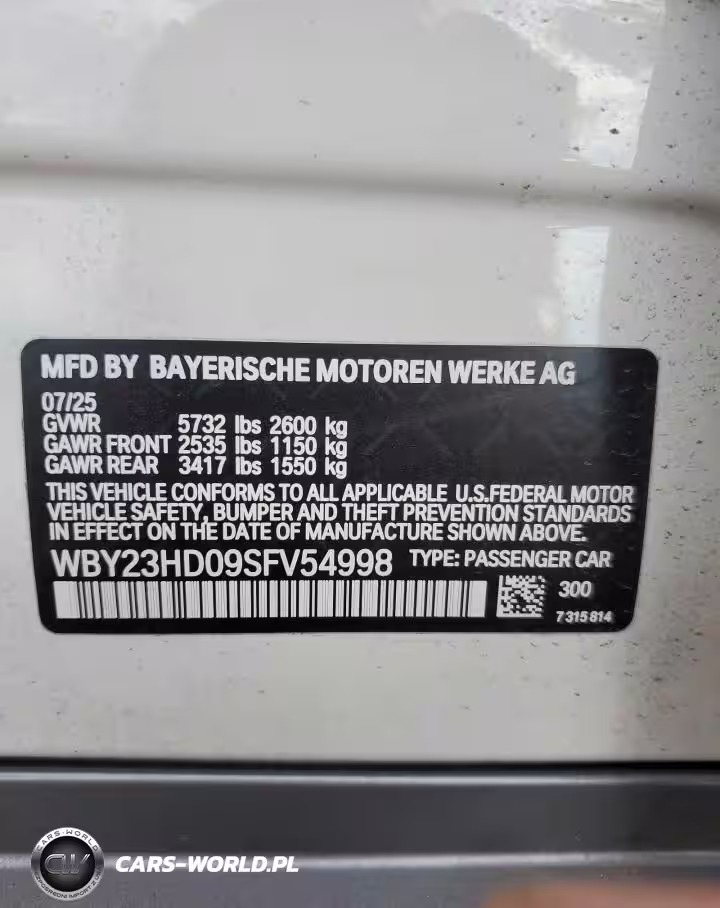 MFD BY BAYERISCHE MOTOREN WERKE AG
07/25
GVWR 5732 lbs 2600 kg
GAWR FRONT 2535 lbs 1150 kg
GAWR REAR 3417 lbs 1550 kg
THIS VEHICLE CONFORMS TO ALL APPLICABLE U.S.FEDERAL MOTOR
VEHICLE SAFETY, BUMPER AND THEFT PREVENTION STANDARDS
IN EFFECT ON THE DATE OF MANUFACTURE SHOWN ABOVE.
WBY23HD09SFV54998 TYPE: PASSENGER CAR
300
7 315 814
CARS-WORLD
CW
CARS-WORLD.PL